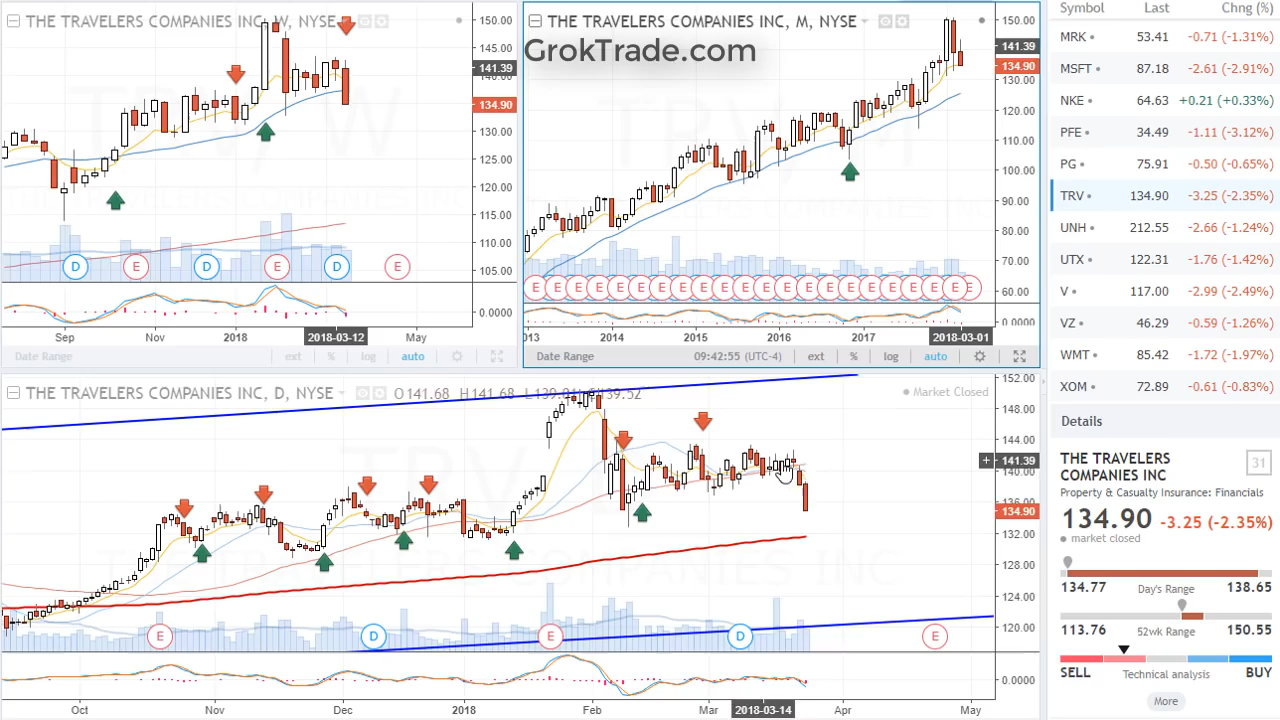 THE TRAVELERS COMPANIES INC, W, NYSE
150.00
145.00
141.39
140.00
134.90
130.00
125.00
120.00
115.00
110.00
105.00
D E D E D E
0.0000
Sep Nov 2018 2018-03-12 May
Date Range ext % log auto
THE TRAVELERS COMPANIES INC, M, NYSE
GrokTrade.com
150.00
141.39
134.90
130.00
120.00
110.00
100.00
90.00
80.00
70.00
60.00
E E E E E E E E E E E E E E E E E E E E E E
0.0000
013 2014 2015 2016 2017 2018-03-01
Date Range 09:42:55 (UTC-4) ext % log auto
THE TRAVELERS COMPANIES INC, D, NYSE O141.68 H141.68
Market Closed
152.00
148.00
144.00
141.39
140.00
136.00
134.90
132.00
128.00
124.00
120.00
E D E D E
0.0000
Oct Nov Dec 2018 Feb Mar 2018-03-14 Apr May
Symbol Last Chng (%)
MRK 53.41 -0.71 (-1.31%)
MSFT 87.18 -2.61 (-2.91%)
NKE 64.63 +0.21 (+0.33%)
PFE 34.49 -1.11 (-3.12%)
PG 75.91 -0.50 (-0.65%)
TRV 134.90 -3.25 (-2.35%)
UNH 212.55 -2.66 (-1.24%)
UTX 122.31 -1.76 (-1.42%)
V 117.00 -2.99 (-2.49%)
VZ 46.29 -0.59 (-1.26%)
WMT 85.42 -1.72 (-1.97%)
XOM 72.89 -0.61 (-0.83%)
Details
THE TRAVELERS
COMPANIES INC
31
Property & Casualty Insurance: Financials
134.90 -3.25 (-2.35%)
market closed
134.77 Day's Range 138.65
113.76 52wk Range 150.55
SELL Technical analysis BUY
More